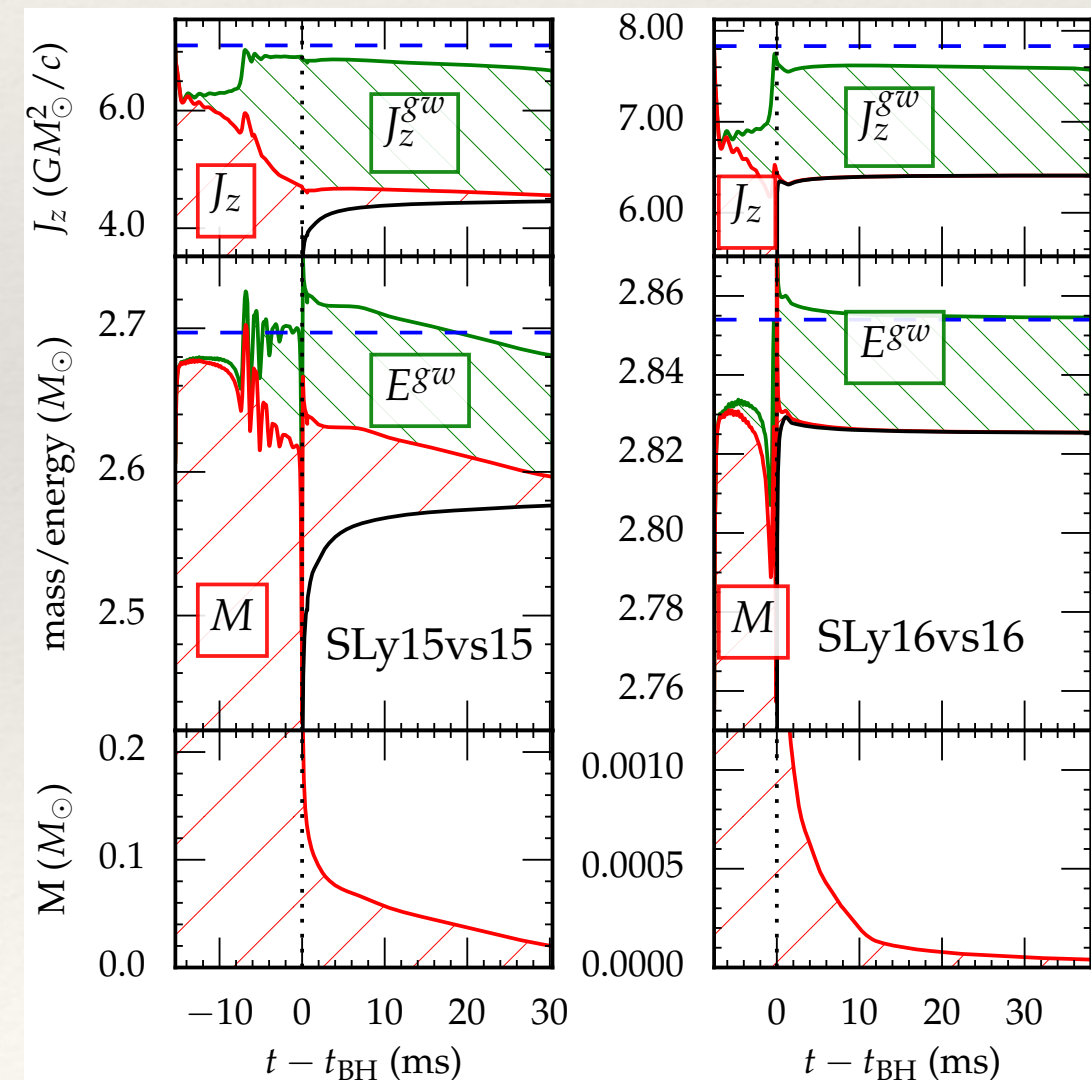 J_z (GM_⊙^2/c)
6.0
4.0
J_z^{gw}
J_z
8.00
7.00
6.00
J_z^{gw}
J_z
mass/energy (M_⊙)
2.7
2.6
2.5
E^{gw}
M
SLy15vs15
2.86
2.84
2.82
2.80
2.78
2.76
E^{gw}
M
SLy16vs16
M (M_⊙)
0.2
0.1
0.0
0.0010
0.0005
0.0000
−10 0 10 20 30
t − t_BH (ms)
0 10 20 30
t − t_BH (ms)